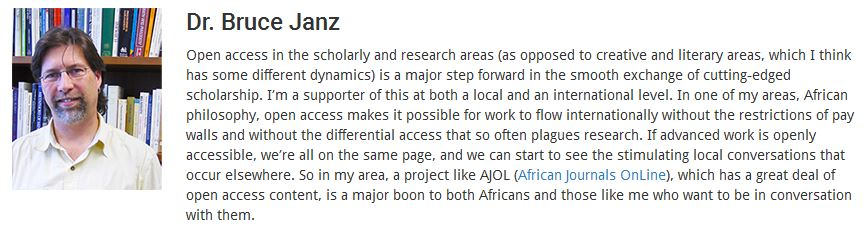 Dr. Bruce Janz
Open access in the scholarly and research areas (as opposed to creative and literary areas, which I think
has some different dynamics) is a major step forward in the smooth exchange of cutting-edged
scholarship. I'm a supporter of this at both a local and an international level. In one of my areas, African
philosophy, open access makes it possible for work to flow internationally without the restrictions of pay
walls and without the differential access that so often plagues research. If advanced work is openly
accessible, we're all on the same page, and we can start to see the stimulating local conversations that
occur elsewhere. So in my area, a project like AJOL (African Journals OnLine), which has a great deal of
open access content, is a major boon to both Africans and those like me who want to be in conversation
with them.